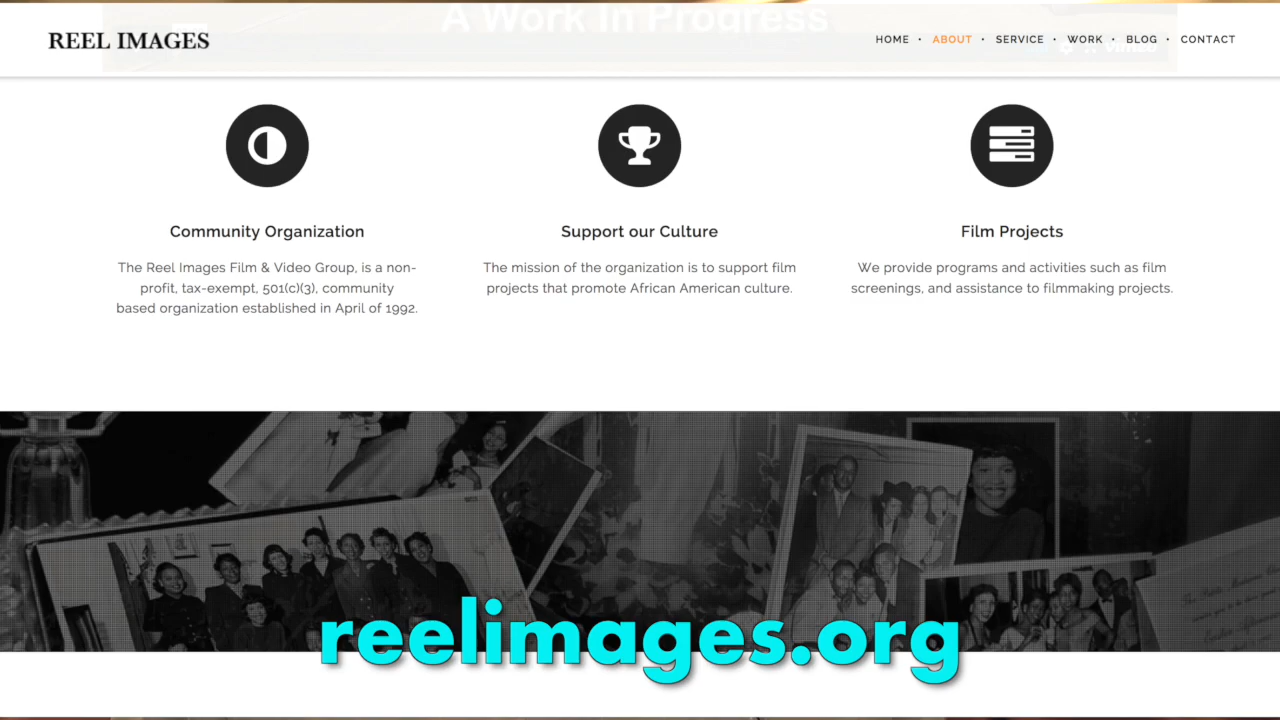 A Work In Progress
REEL IMAGES
HOME • ABOUT • SERVICE • WORK • BLOG • CONTACT
Community Organization
The Reel Images Film & Video Group, is a non-
profit, tax-exempt, 501(c)(3), community
based organization established in April of 1992.
Support our Culture
The mission of the organization is to support film
projects that promote African American culture.
Film Projects
We provide programs and activities such as film
screenings, and assistance to filmmaking projects.
reelimages.org